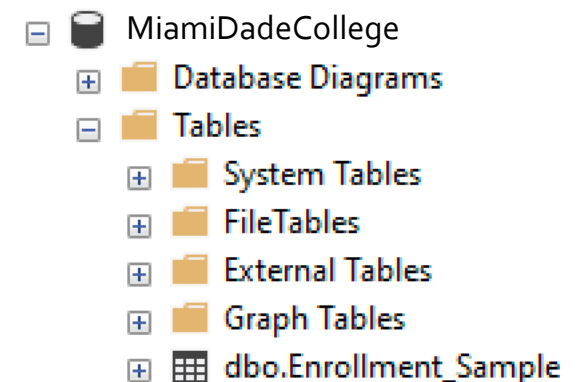 MiamiDadeCollege
Database Diagrams
Tables
System Tables
FileTables
External Tables
Graph Tables
dbo.Enrollment_Sample